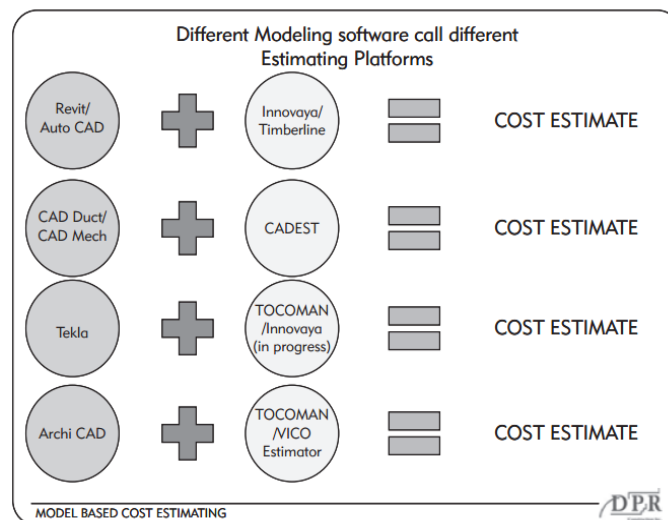 Different Modeling software call different
Estimating Platforms
Revit/
Auto CAD
Innovaya/
Timberline
COST ESTIMATE
CAD Duct/
CAD Mech
CADEST
COST ESTIMATE
Tekla
TOCOMAN
/Innovaya
(in progress)
COST ESTIMATE
Archi CAD
TOCOMAN
/VICO
Estimator
COST ESTIMATE
MODEL BASED COST ESTIMATING
DPR